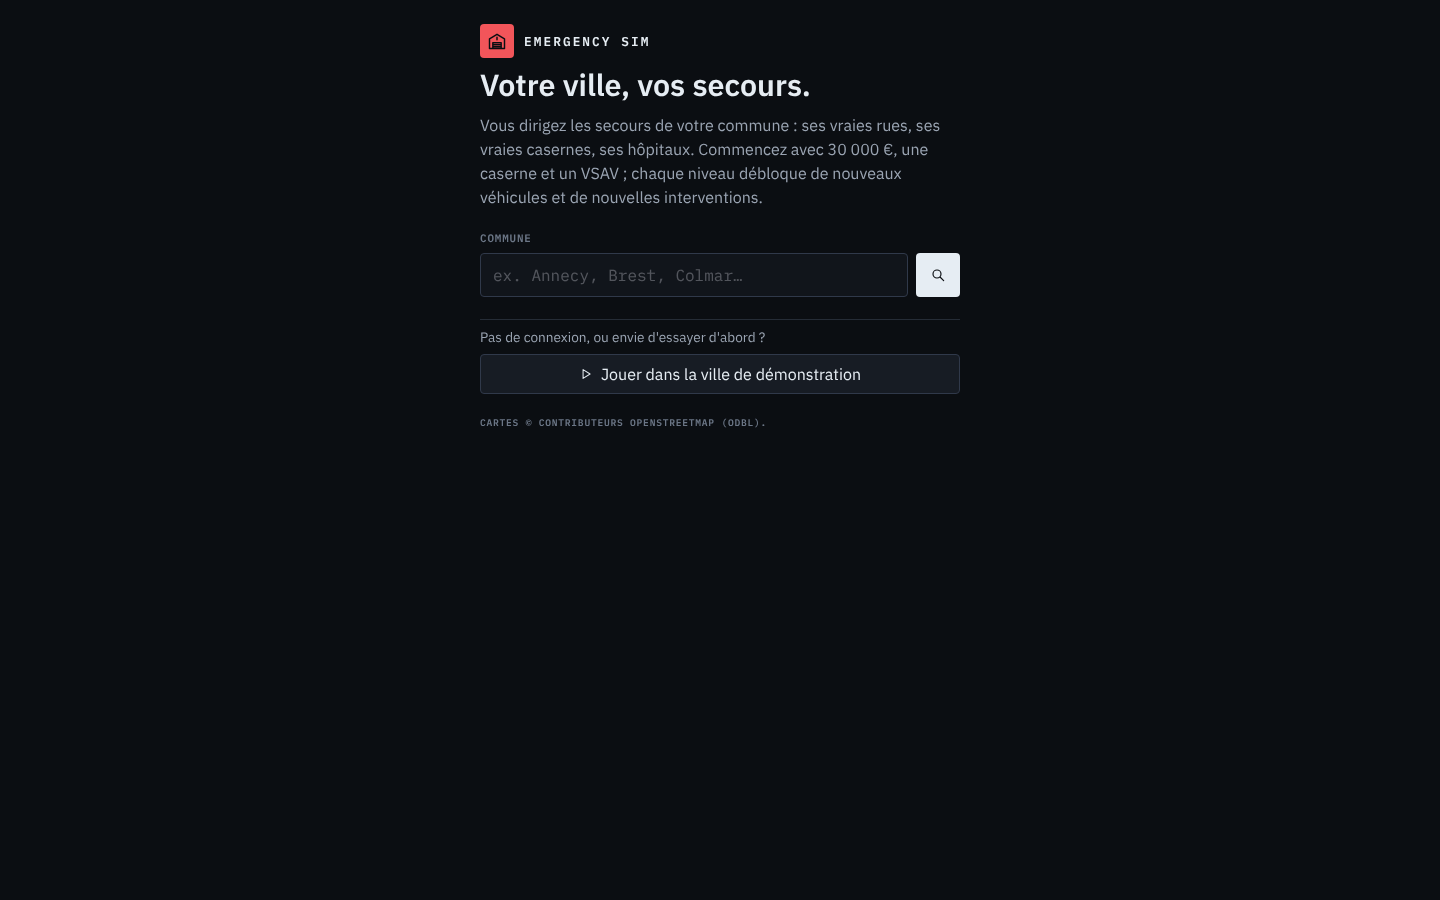 EMERGENCY SIM
Votre ville, vos secours.
Vous dirigez les secours de votre commune : ses vraies rues, ses
vraies casernes, ses hôpitaux. Commencez avec 30 000 €, une
caserne et un VSAV ; chaque niveau débloque de nouveaux
véhicules et de nouvelles interventions.
COMMUNE
ex. Annecy, Brest, Colmar…
Pas de connexion, ou envie d'essayer d'abord ?
Jouer dans la ville de démonstration
CARTES © CONTRIBUTEURS OPENSTREETMAP (ODBL).